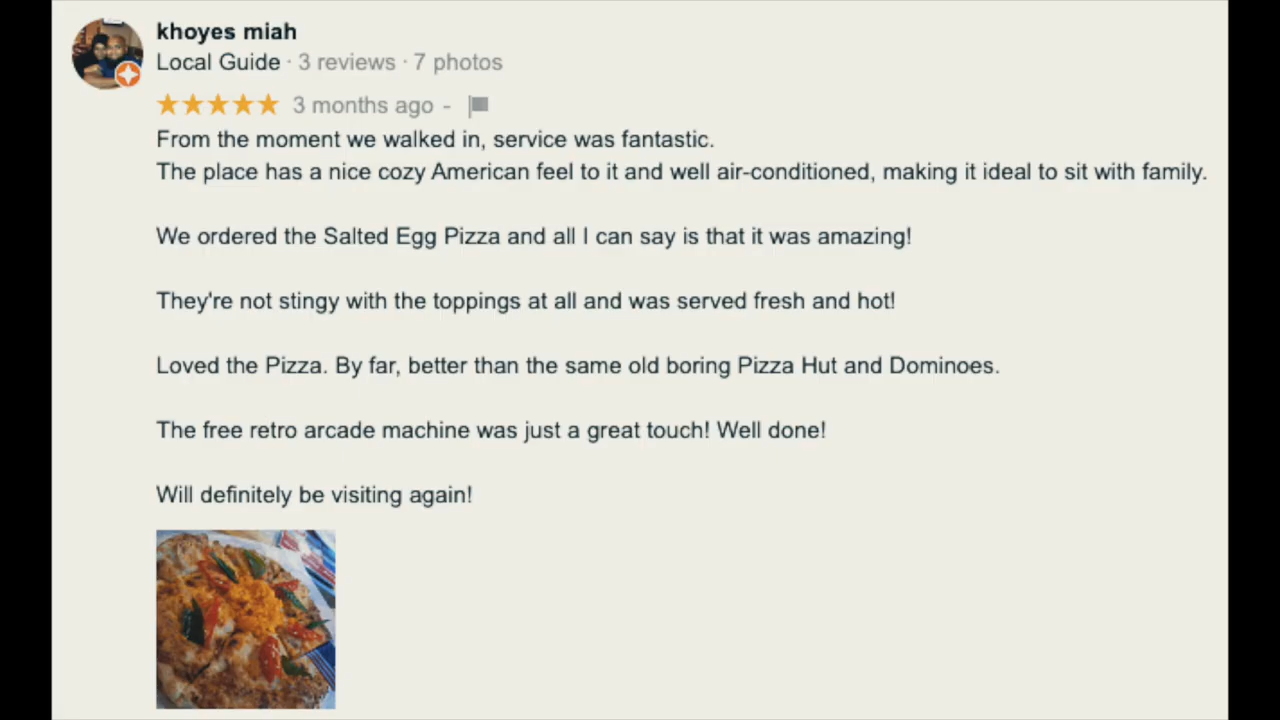 khoyes miah
Local Guide · 3 reviews · 7 photos
3 months ago -
From the moment we walked in, service was fantastic.
The place has a nice cozy American feel to it and well air-conditioned, making it ideal to sit with family.
We ordered the Salted Egg Pizza and all I can say is that it was amazing!
They're not stingy with the toppings at all and was served fresh and hot!
Loved the Pizza. By far, better than the same old boring Pizza Hut and Dominoes.
The free retro arcade machine was just a great touch! Well done!
Will definitely be visiting again!